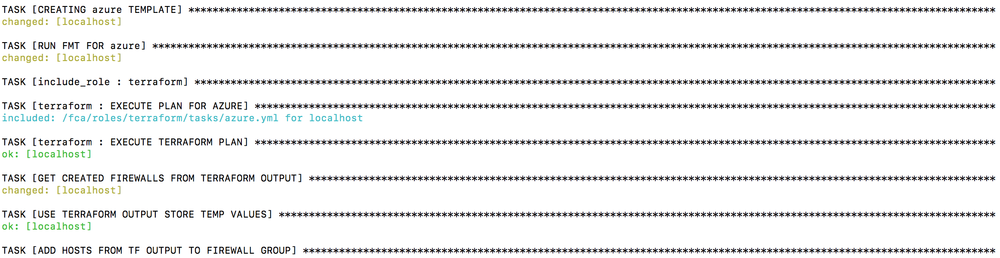 TASK [CREATING azure TEMPLATE] **************************************************************************************************************************************
changed: [localhost]
TASK [RUN FMT FOR azure] ********************************************************************************************************************************************
changed: [localhost]
TASK [include_role : terraform] *************************************************************************************************************************************
TASK [terraform : EXECUTE PLAN FOR AZURE] ***************************************************************************************************************************
included: /fca/roles/terraform/tasks/azure.yml for localhost
TASK [terraform : EXECUTE TERRAFORM PLAN] ***************************************************************************************************************************
ok: [localhost]
TASK [GET CREATED FIREWALLS FROM TERRAFORM OUTPUT] ******************************************************************************************************************
changed: [localhost]
TASK [USE TERRAFORM OUTPUT STORE TEMP VALUES] ***********************************************************************************************************************
ok: [localhost]
TASK [ADD HOSTS FROM TF OUTPUT TO FIREWALL GROUP] *******************************************************************************************************************